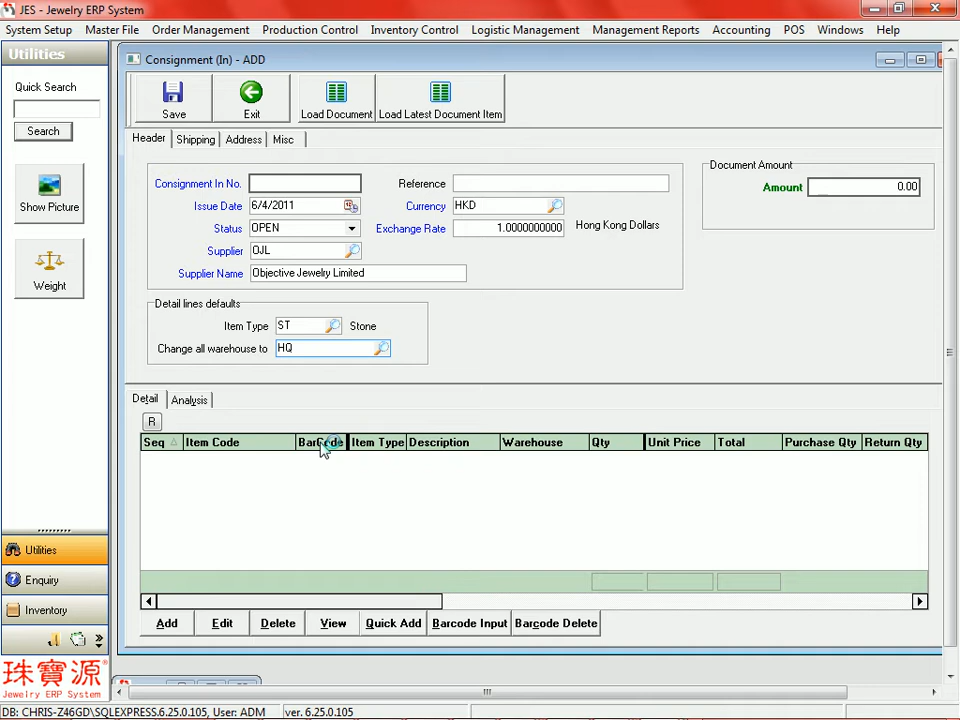 JES - Jewelry ERP System
System Setup Master File Order Management Production Control Inventory Control Logistic Management Management Reports Accounting POS Windows Help
Utilities
Quick Search
Search
Show Picture
Weight
Utilities
Enquiry
Inventory
珠寶源®
Jewelry ERP System
Consignment (In) - ADD
Save Exit Load Document Load Latest Document Item
Header Shipping Address Misc
Consignment In No. Reference
Issue Date 6/4/2011 Currency HKD
Status OPEN Exchange Rate 1.0000000000 Hong Kong Dollars
Supplier OJL
Supplier Name Objective Jewelry Limited
Document Amount
Amount 0.00
Detail lines defaults
Item Type ST Stone
Change all warehouse to HQ
Detail Analysis
R
Seq Item Code BarCode Item Type Description Warehouse Qty Unit Price Total Purchase Qty Return Qty
Add Edit Delete View Quick Add Barcode Input Barcode Delete
DB: CHRIS-Z46GD\SQLEXPRESS.6.25.0.105, User: ADM ver. 6.25.0.105